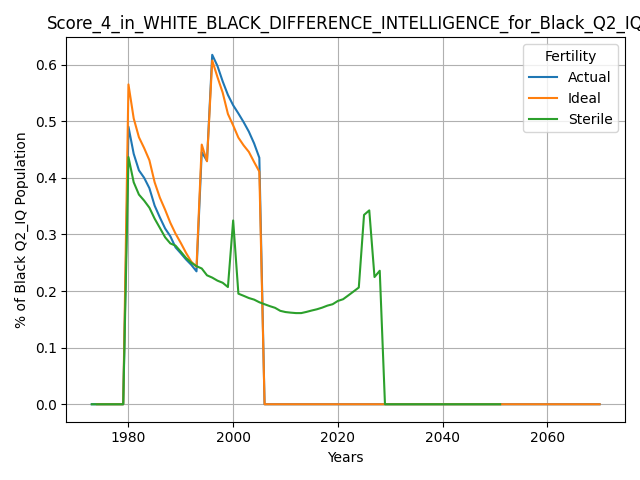 Score_4_in_WHITE_BLACK_DIFFERENCE_INTELLIGENCE_for_Black_Q2_IQ
Fertility
Actual
Ideal
Sterile
% of Black Q2_IQ Population
0.6
0.5
0.4
0.3
0.2
0.1
0.0
1980
2000
2020
2040
2060
Years